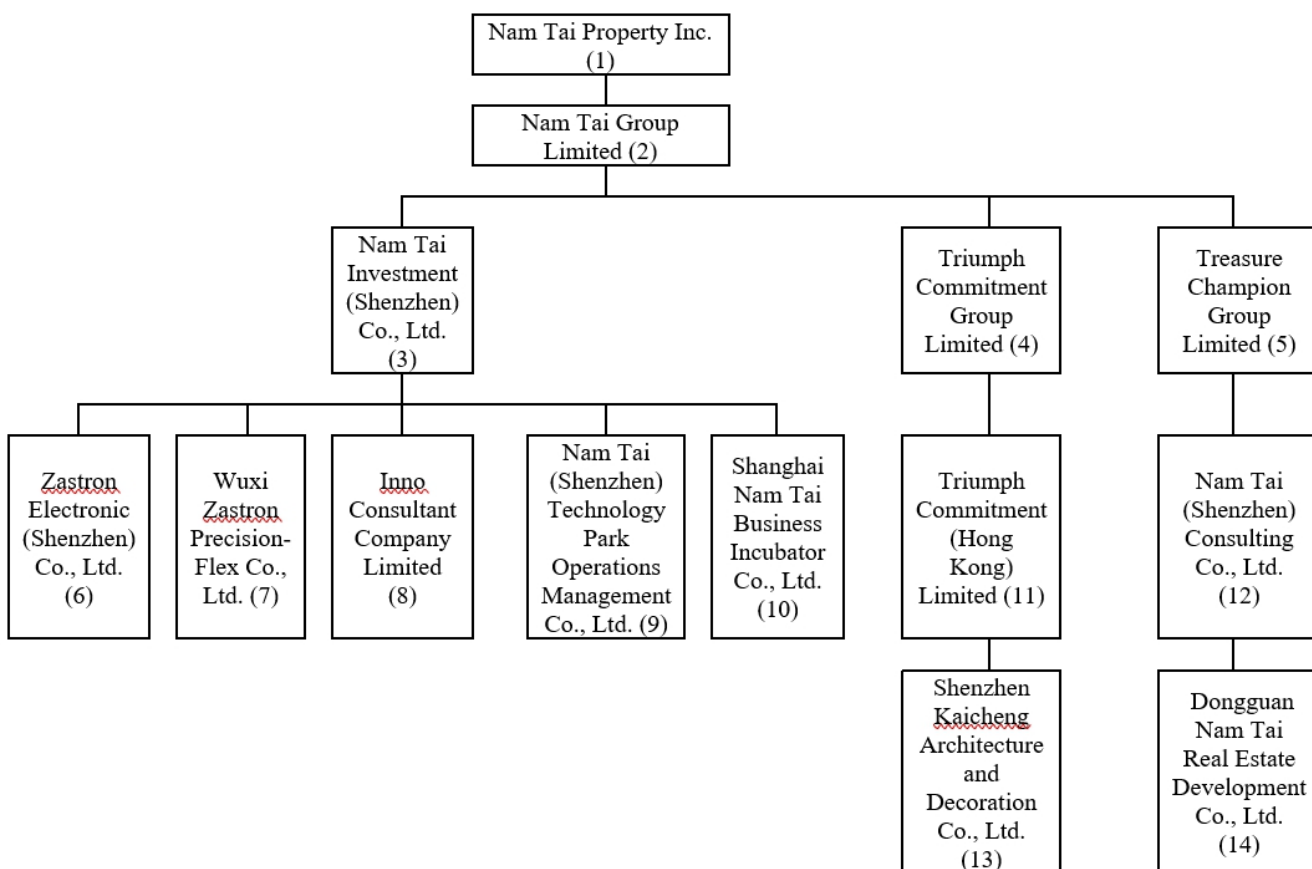 Nam Tai Property Inc.
(1)
Nam Tai Group
Limited (2)
Nam Tai
Investment
(Shenzhen)
Co., Ltd.
(3)
Triumph
Commitment
Group
Limited (4)
Treasure
Champion
Group
Limited (5)
Zastron
Electronic
(Shenzhen)
Co., Ltd.
(6)
Wuxi
Zastron
Precision-
Flex Co.,
Ltd. (7)
Inno
Consultant
Company
Limited
(8)
Nam Tai
(Shenzhen)
Technology
Park
Operations
Management
Co., Ltd. (9)
Shanghai
Nam Tai
Business
Incubator
Co., Ltd.
(10)
Triumph
Commitment
(Hong
Kong)
Limited (11)
Nam Tai
(Shenzhen)
Consulting
Co., Ltd.
(12)
Shenzhen
Kaicheng
Architecture
and
Decoration
Co., Ltd.
(13)
Dongguan
Nam Tai
Real Estate
Development
Co., Ltd.
(14)